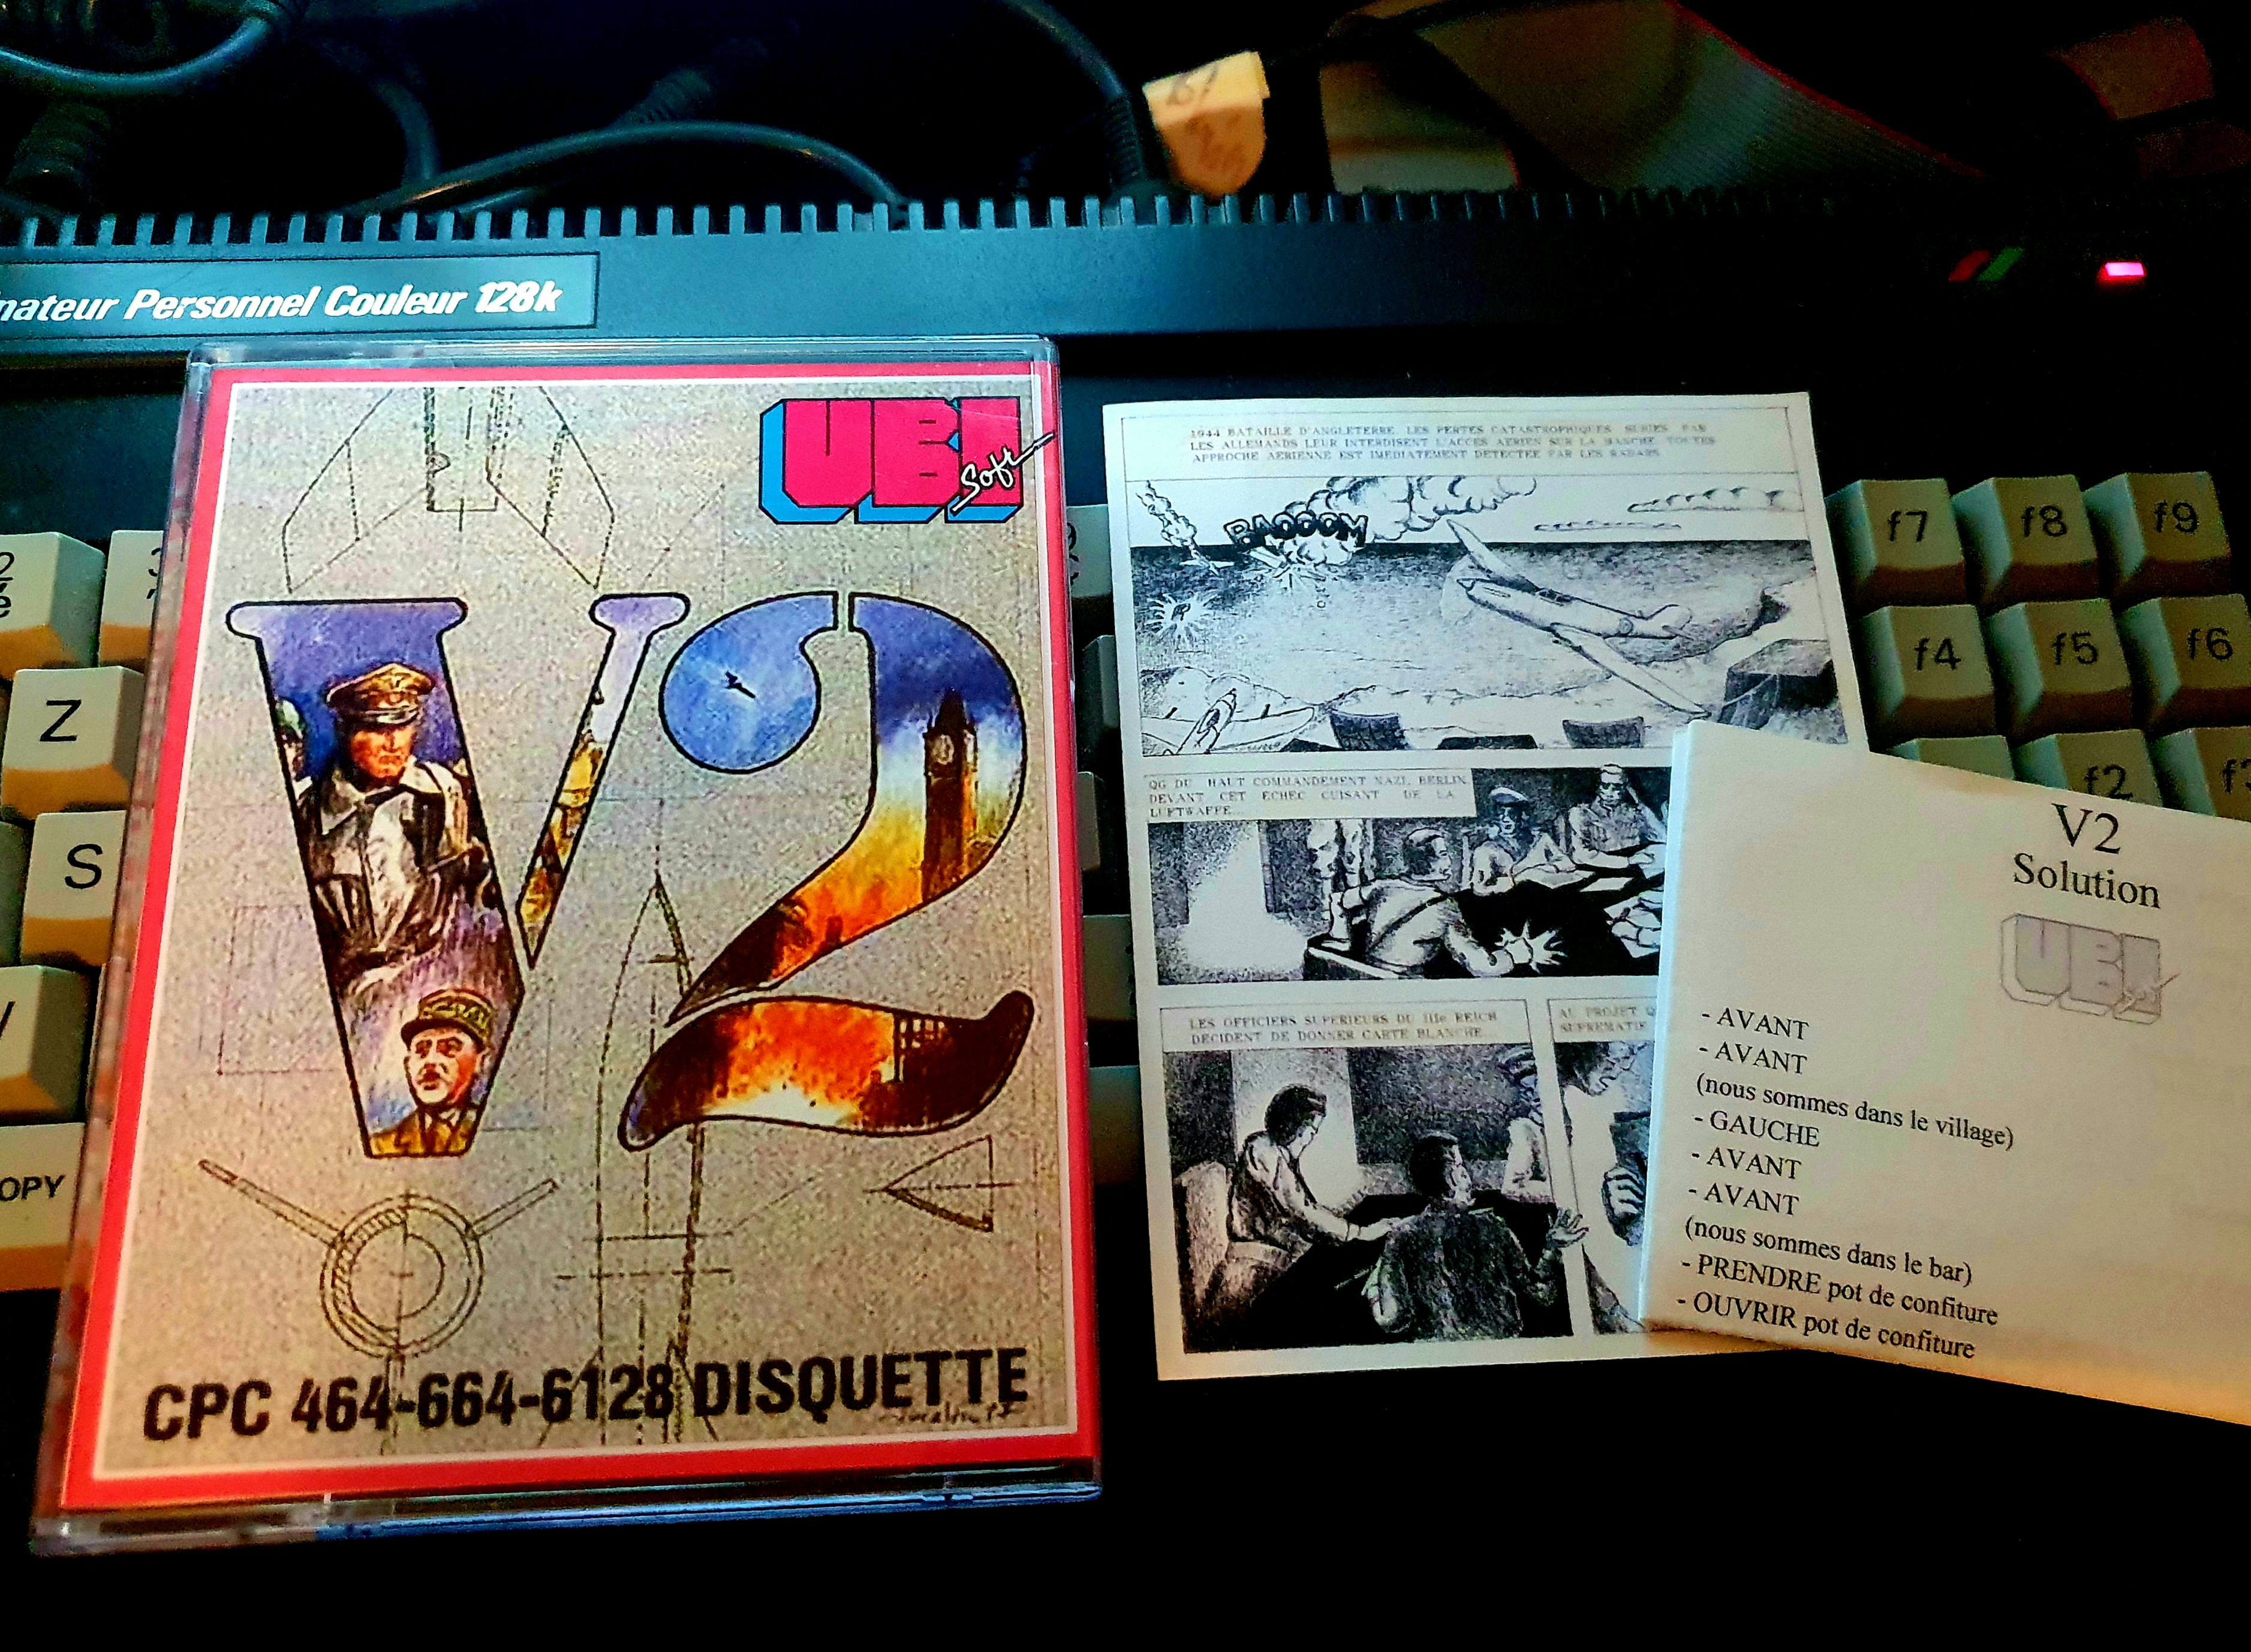 Personnel Couleur 128k
UBI
Soft
V2
CPC 464-664-6128 DISQUETTE
1944 BATAILLE D'ANGLETERRE. LES PERTES CATASTROPHIQUES SUBIES PAR
LES ALLEMANDS LEUR INTERDISENT L'ACCES AERIEN SUR LA MANCHE. TOUTES
APPROCHE AERIENNE EST IMEDIATEMENT DETECTEE PAR LES RADARS
BAOOOM
QG DU HAUT COMMANDEMENT NAZI, BERLIN
DEVANT CET ECHEC CUISANT DE LA
LUFTWAFFE...
LES OFFICIERS SUPERIEURS DU IIIe REICH
DECIDENT DE DONNER CARTE BLANCHE...
AU PROJET
SUPREMATIE
V2
Solution
UBI
Soft
- AVANT
- AVANT
(nous sommes dans le village)
- GAUCHE
- AVANT
- AVANT
(nous sommes dans le bar)
- PRENDRE pot de confiture
- OUVRIR pot de confiture
Z
S
f7
f8
f9
f4
f5
f6
f2